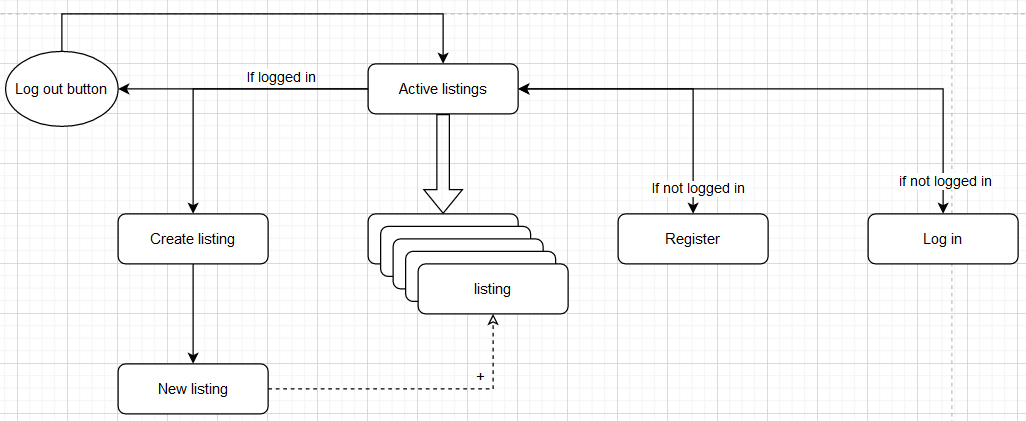 If logged in
Log out button
Active listings
if not logged in
If not logged in
Create listing
Register
Log in
listing
+
New listing